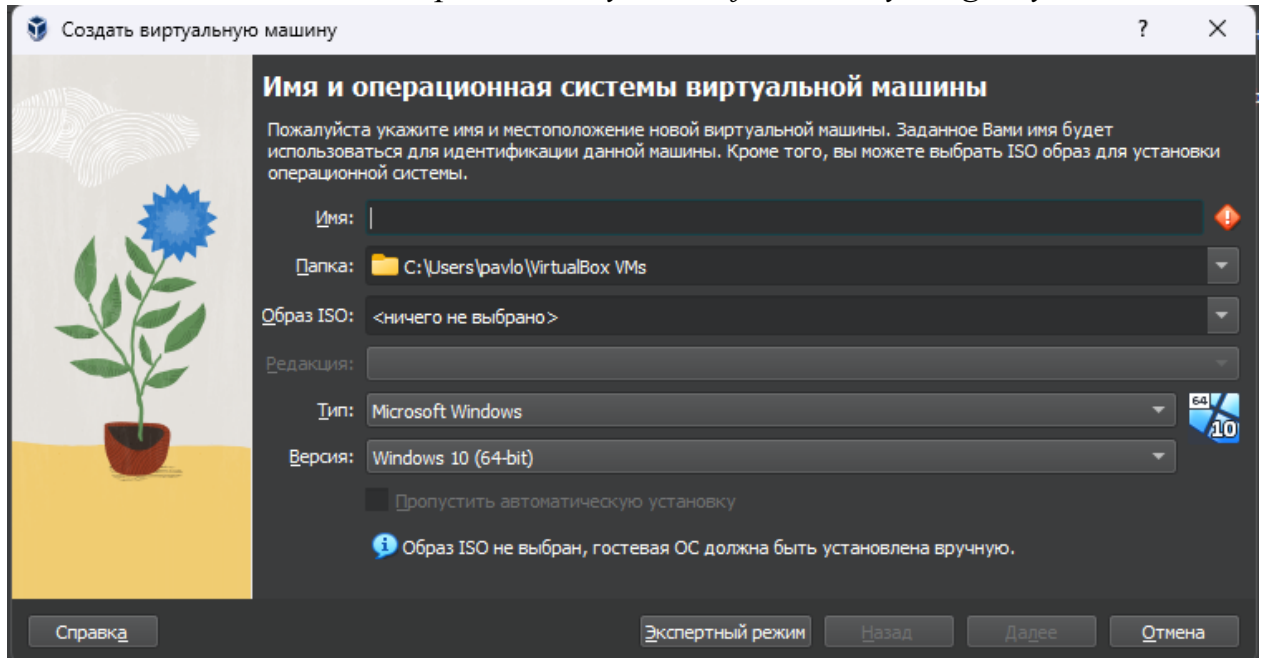 Создать виртуальную машину
?
Имя и операционная системы виртуальной машины
Пожалуйста укажите имя и местоположение новой виртуальной машины. Заданное Вами имя будет
использоваться для идентификации данной машины. Кроме того, вы можете выбрать ISO образ для установки
операционной системы.
Имя:
Папка: C:\Users\pavlo\VirtualBox VMs
Образ ISO: <ничего не выбрано>
Редакция:
Тип: Microsoft Windows
64
10
Версия: Windows 10 (64-bit)
Пропустить автоматическую установку
Образ ISO не выбран, гостевая ОС должна быть установлена вручную.
Справка Экспертный режим Назад Далее Отмена